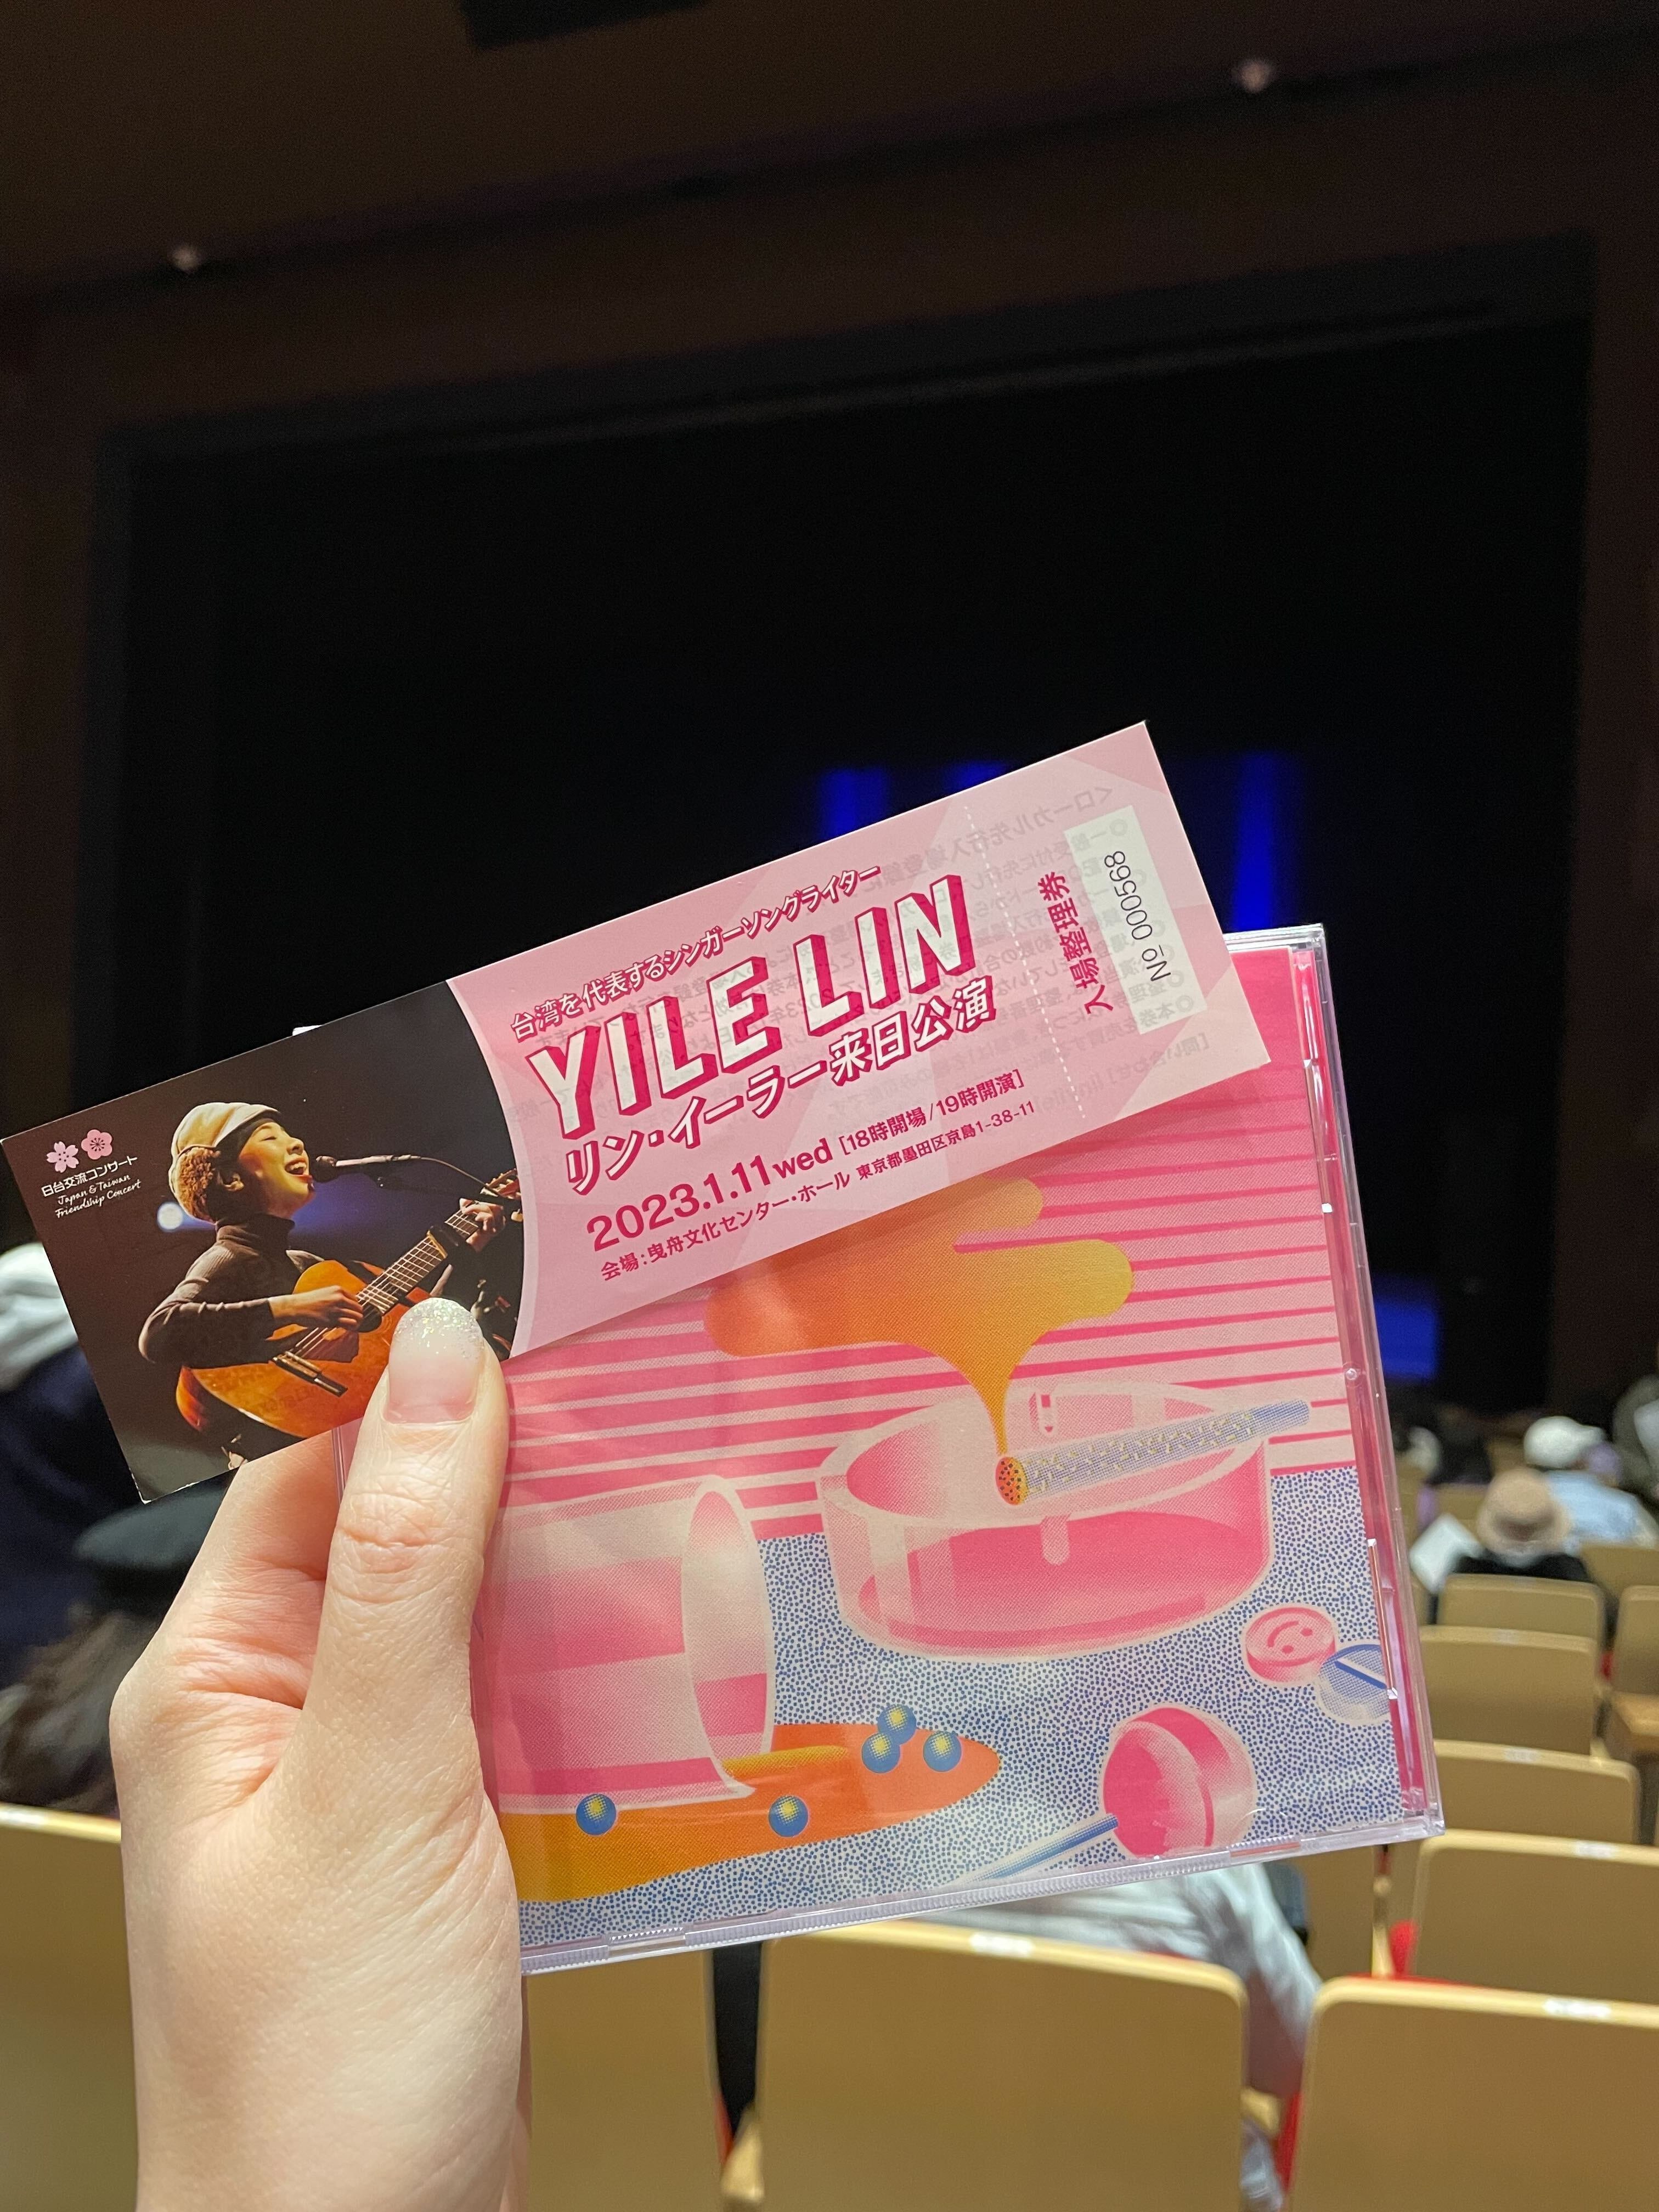 日台交流コンサート
Japan & Taiwan
Friendship Concert
台湾を代表するシンガーソングライター
YILE LIN
リン・イーラー来日公演
2023.1.11wed [18時開場/19時開演]
会場:曳舟文化センター・ホール 東京都墨田区京島1-38-11
入場整理券
№ 000568